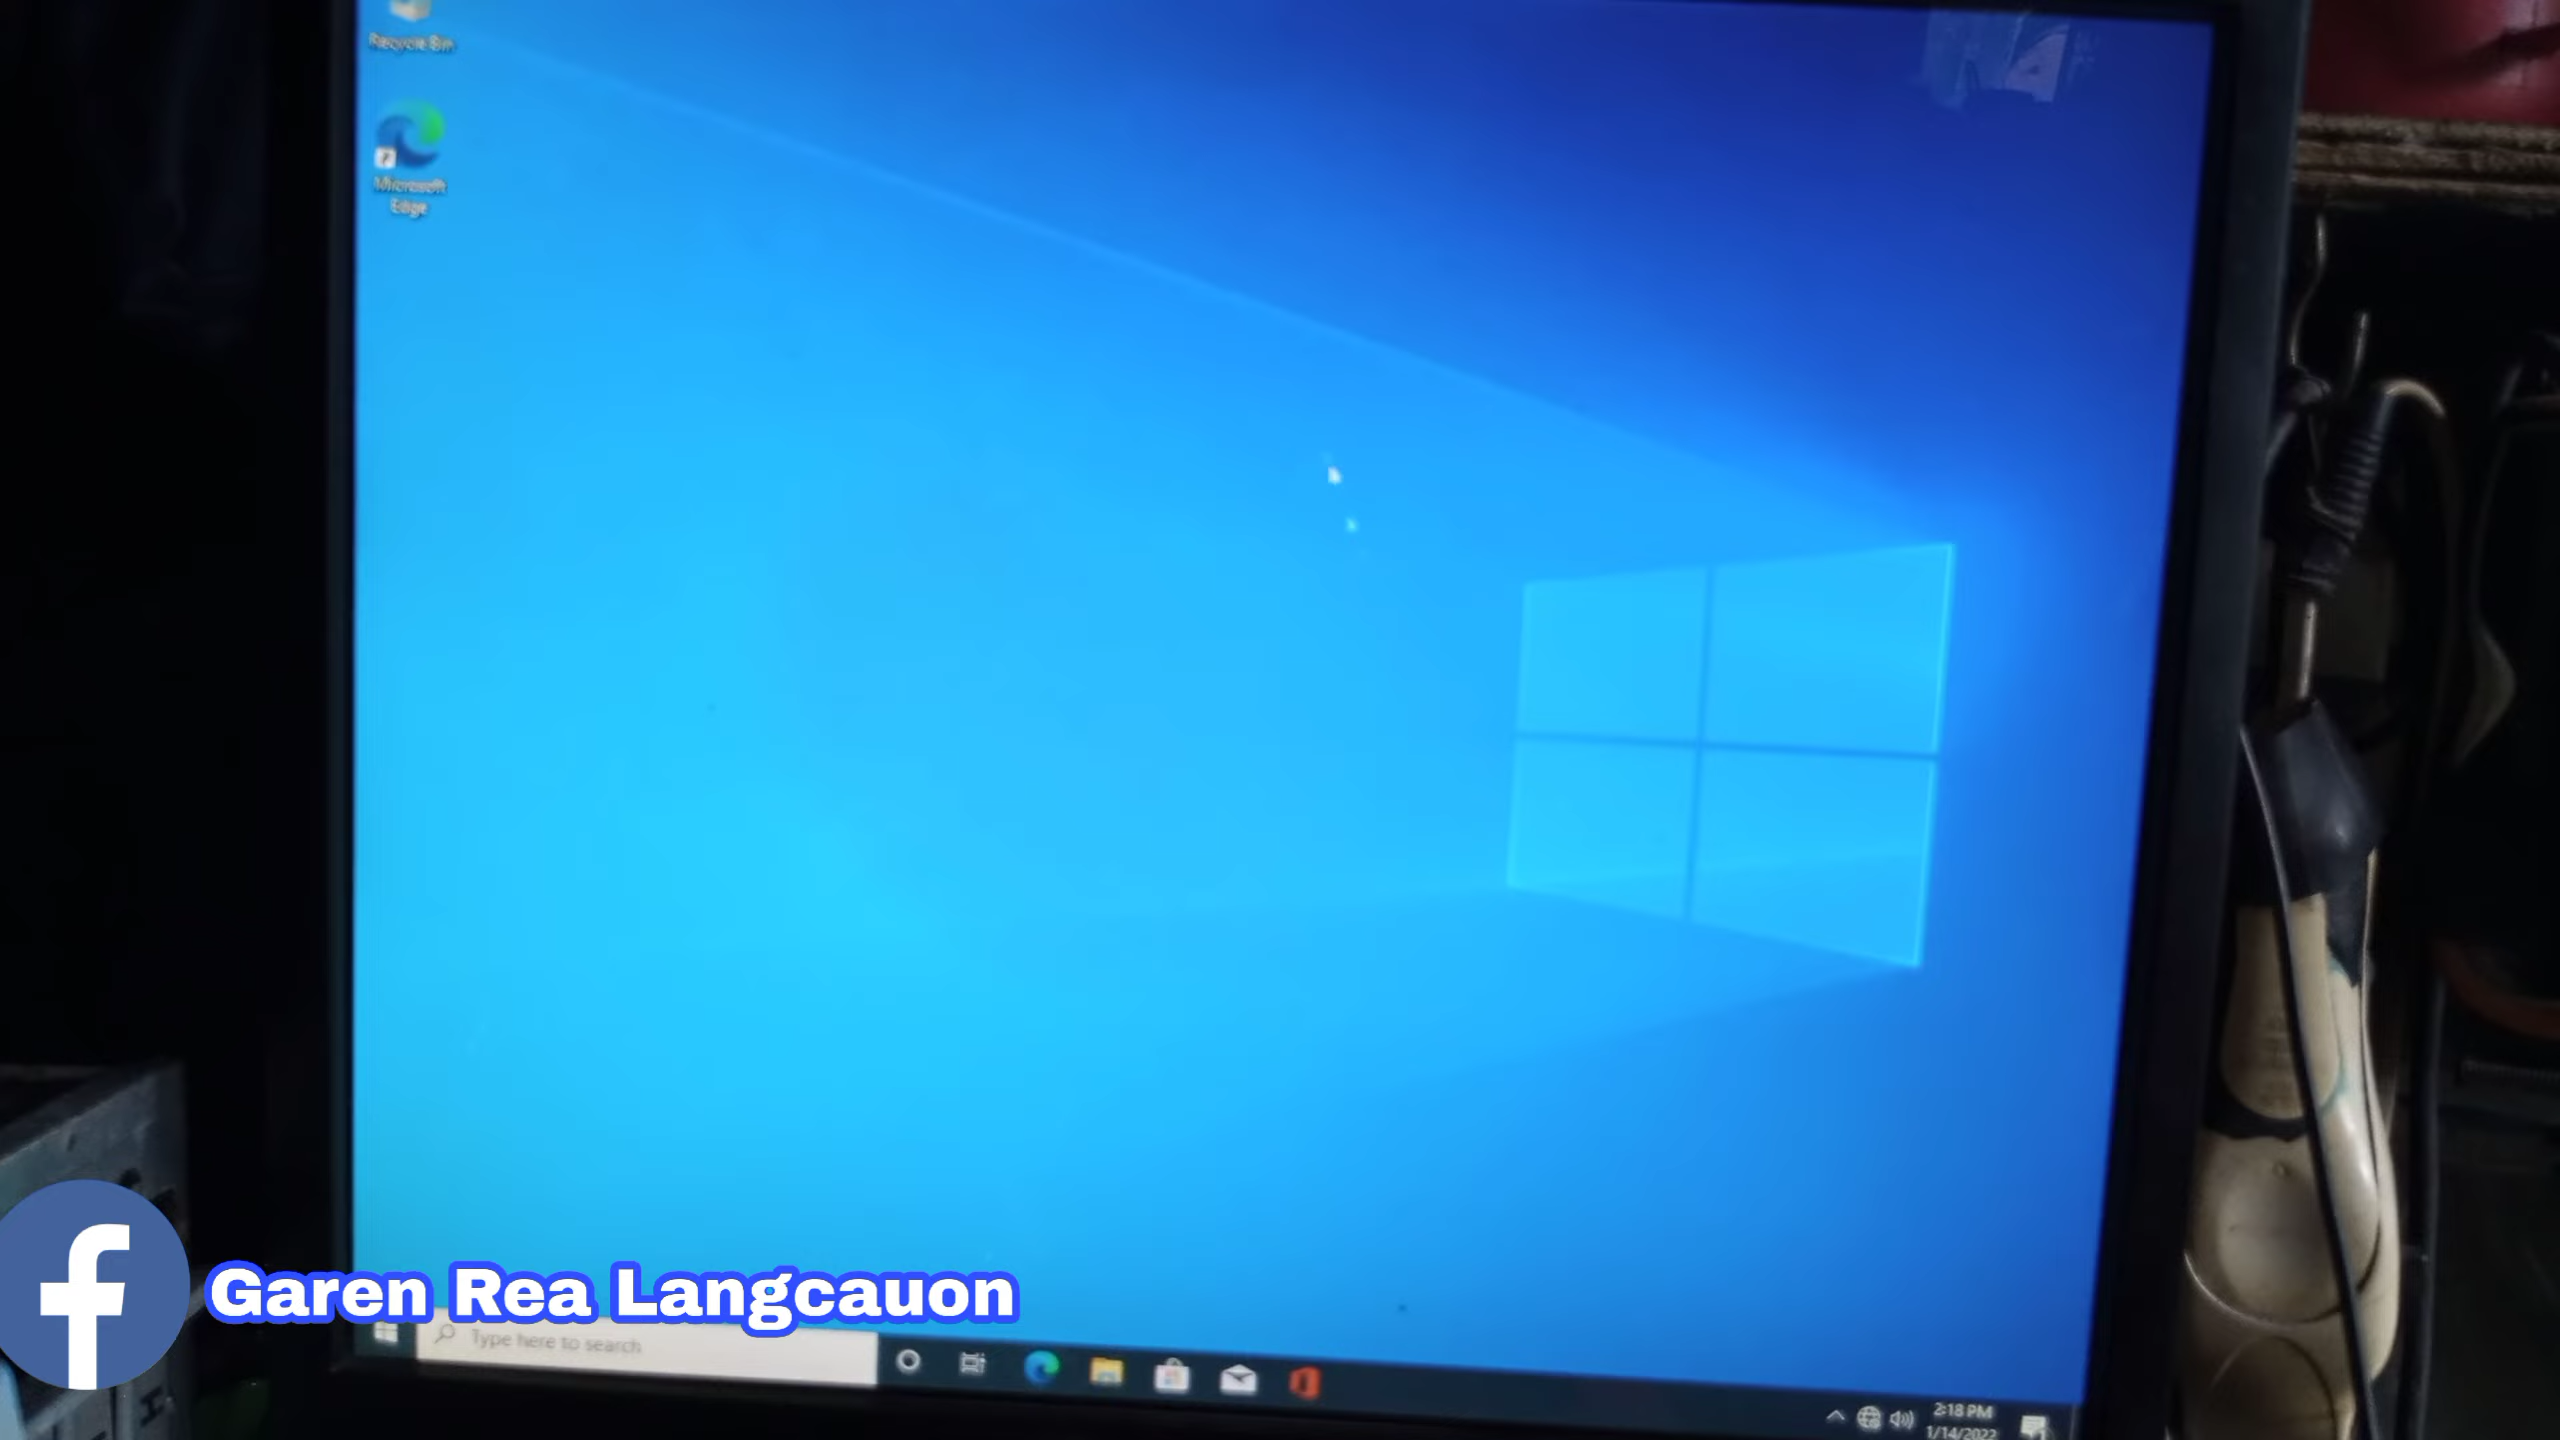 Recycle Bin
Microsoft
Edge
Garen Rea Langcauon
Type here to search
2:18 PM
1/14/2022